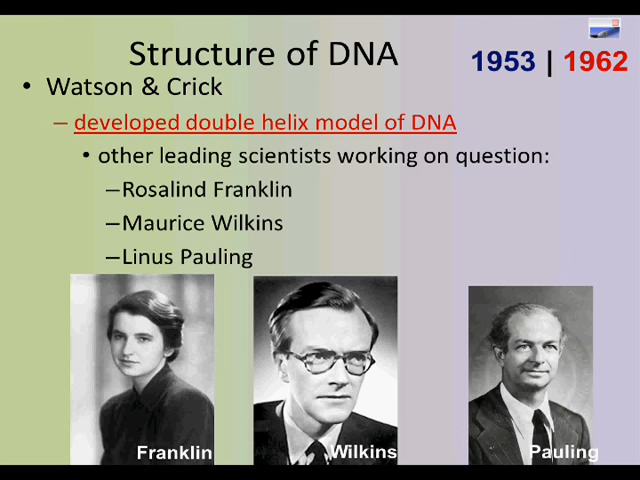 Structure of DNA
1953 | 1962
• Watson & Crick
– developed double helix model of DNA
• other leading scientists working on question:
–Rosalind Franklin
–Maurice Wilkins
–Linus Pauling
Franklin
Wilkins
Pauling